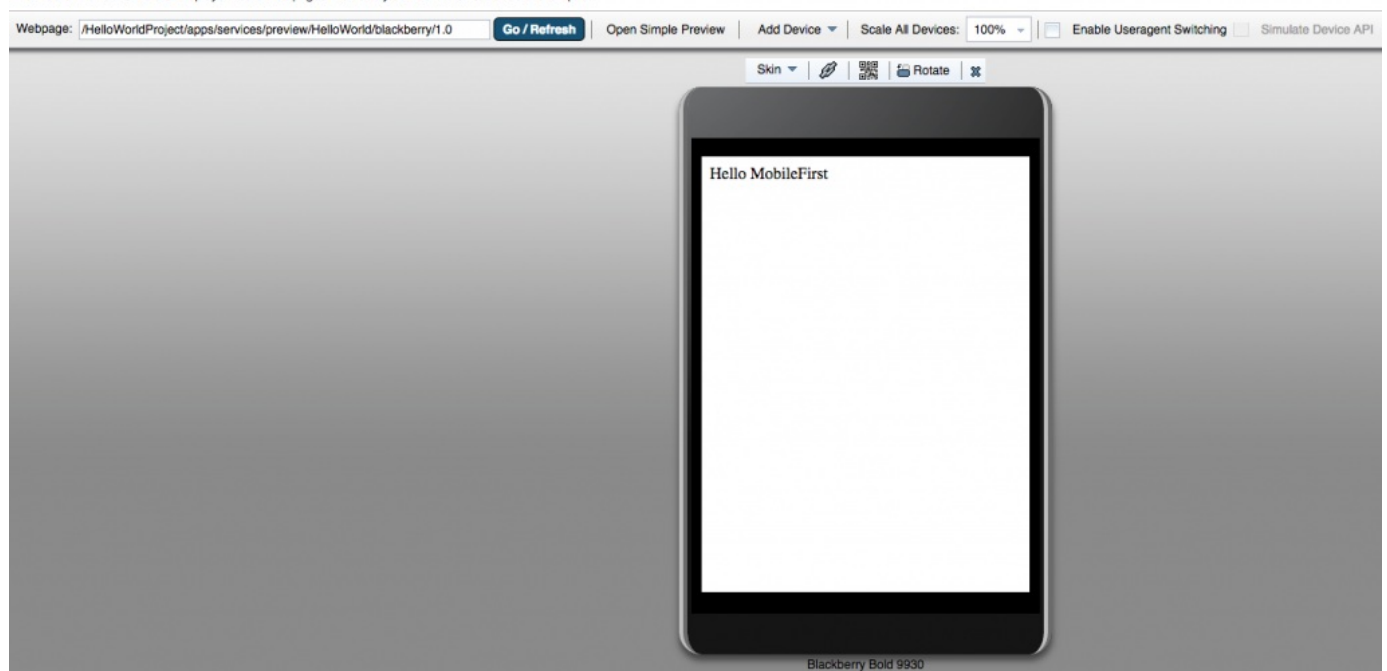 Webpage: /HelloWorldProject/apps/services/preview/HelloWorld/blackberry/1.0 Go / Refresh Open Simple Preview Add Device Scale All Devices: 100% Enable Useragent Switching Simulate Device API
Skin Rotate
Hello MobileFirst
Blackberry Bold 9930